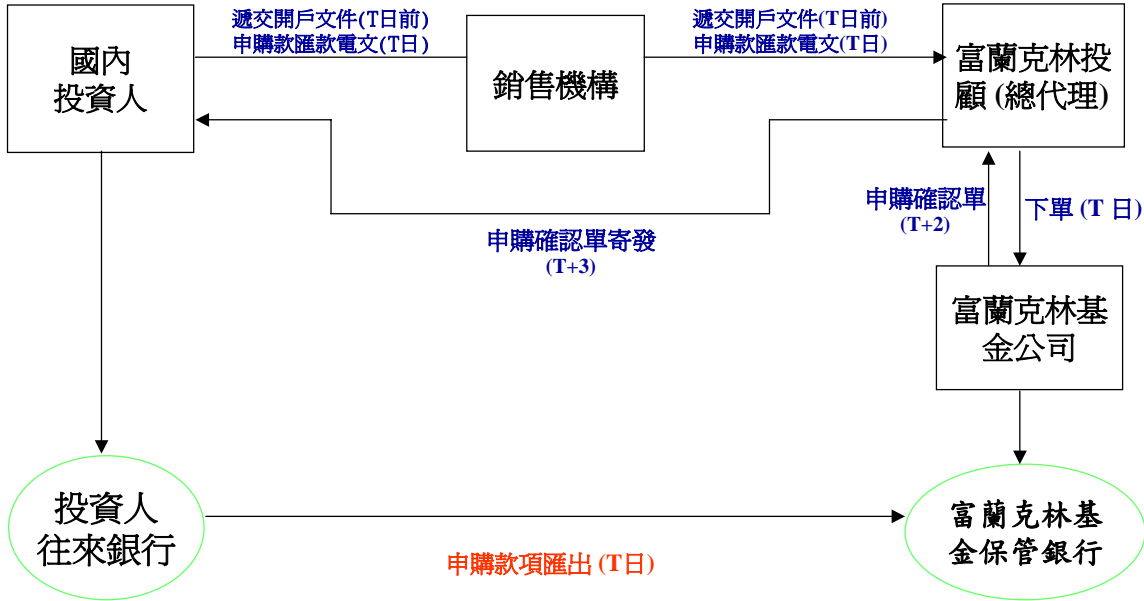 遞交開戶文件(T日前)
申購款匯款電文(T日)
遞交開戶文件(T日前)
申購款匯款電文(T日)
國內
投資人
銷售機構
富蘭克林投
顧 (總代理)
申購確認單
(T+2)
下單 (T 日)
申購確認單寄發
(T+3)
富蘭克林基
金公司
投資人
往來銀行
富蘭克林基
金保管銀行
申購款項匯出 (T日)